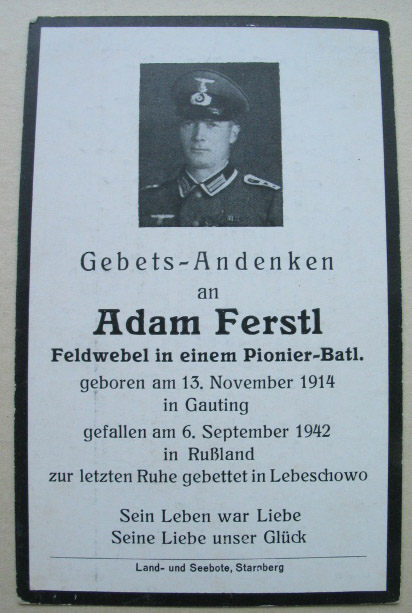 Gebets-Andenken
an
Adam Ferstl
Feldwebel in einem Pionier-Batl.
geboren am 13. November 1914
in Gauting
gefallen am 6. September 1942
in Rußland
zur letzten Ruhe gebettet in Lebeschowo
Sein Leben war Liebe
Seine Liebe unser Glück
Land- und Seebote, Starnberg